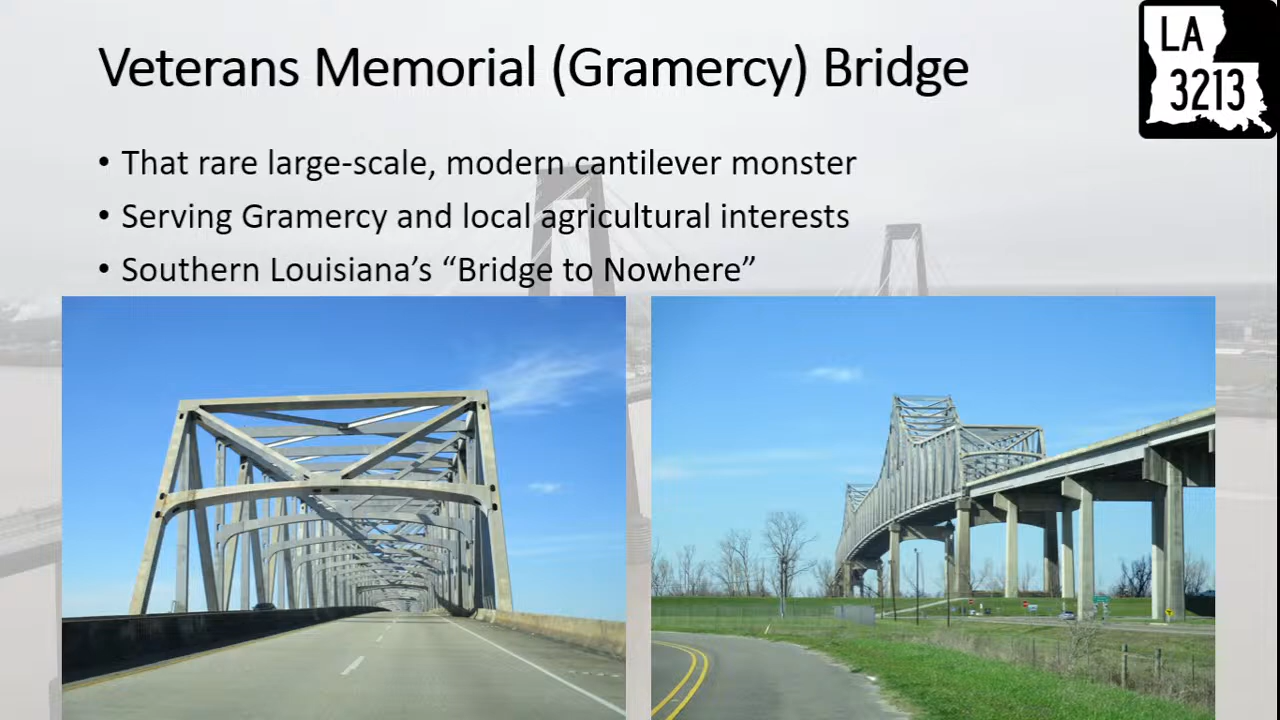 Veterans Memorial (Gramercy) Bridge
LA
3213
• That rare large-scale, modern cantilever monster
• Serving Gramercy and local agricultural interests
• Southern Louisiana’s “Bridge to Nowhere”